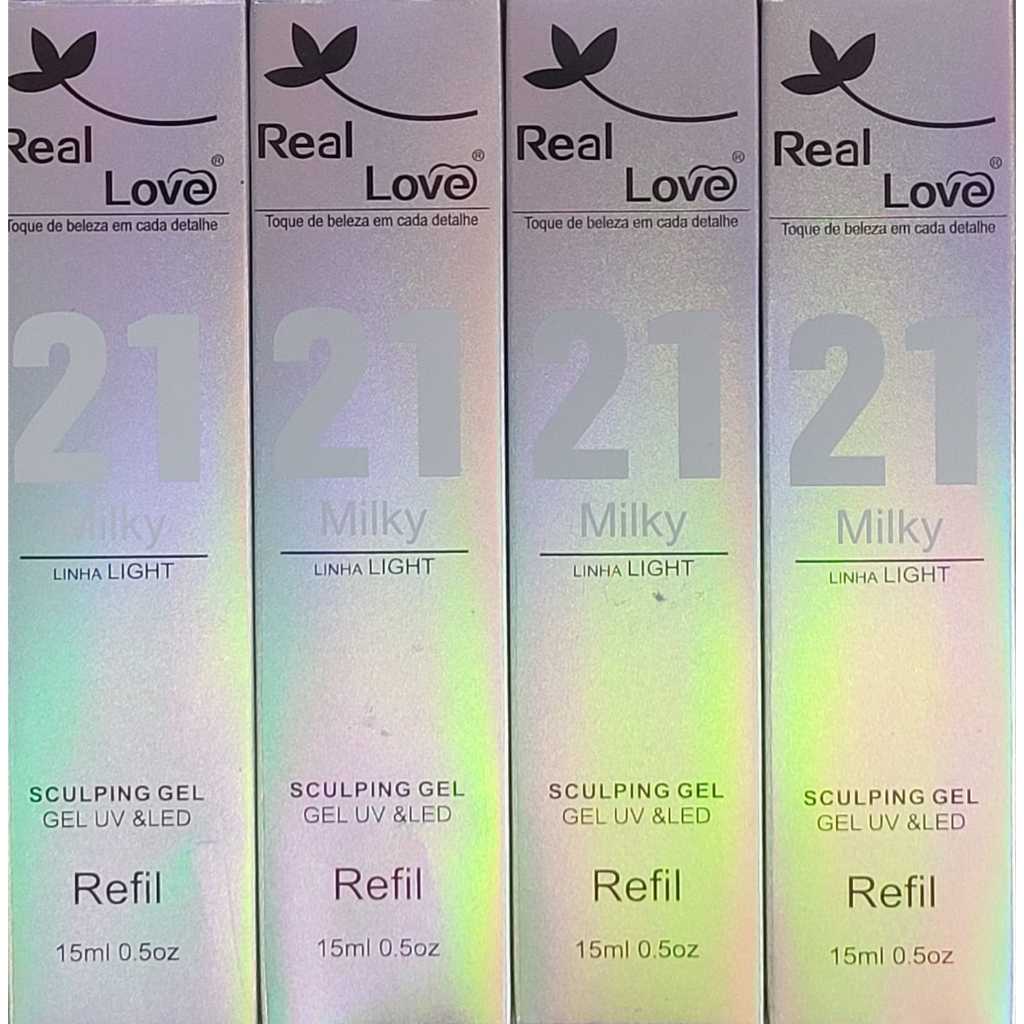 Real
Love®
Toque de beleza em cada detalhe
21
Milky
LINHA LIGHT
SCULPING GEL
GEL UV &LED
Refil
15ml 0.5oz
Real
Love®
Toque de beleza em cada detalhe
21
Milky
LINHA LIGHT
SCULPING GEL
GEL UV &LED
Refil
15ml 0.5oz
Real
Love®
Toque de beleza em cada detalhe
21
Milky
LINHA LIGHT
SCULPING GEL
GEL UV &LED
Refil
15ml 0.5oz
Real
Love®
Toque de beleza em cada detalhe
21
Milky
LINHA LIGHT
SCULPING GEL
GEL UV &LED
Refil
15ml 0.5oz